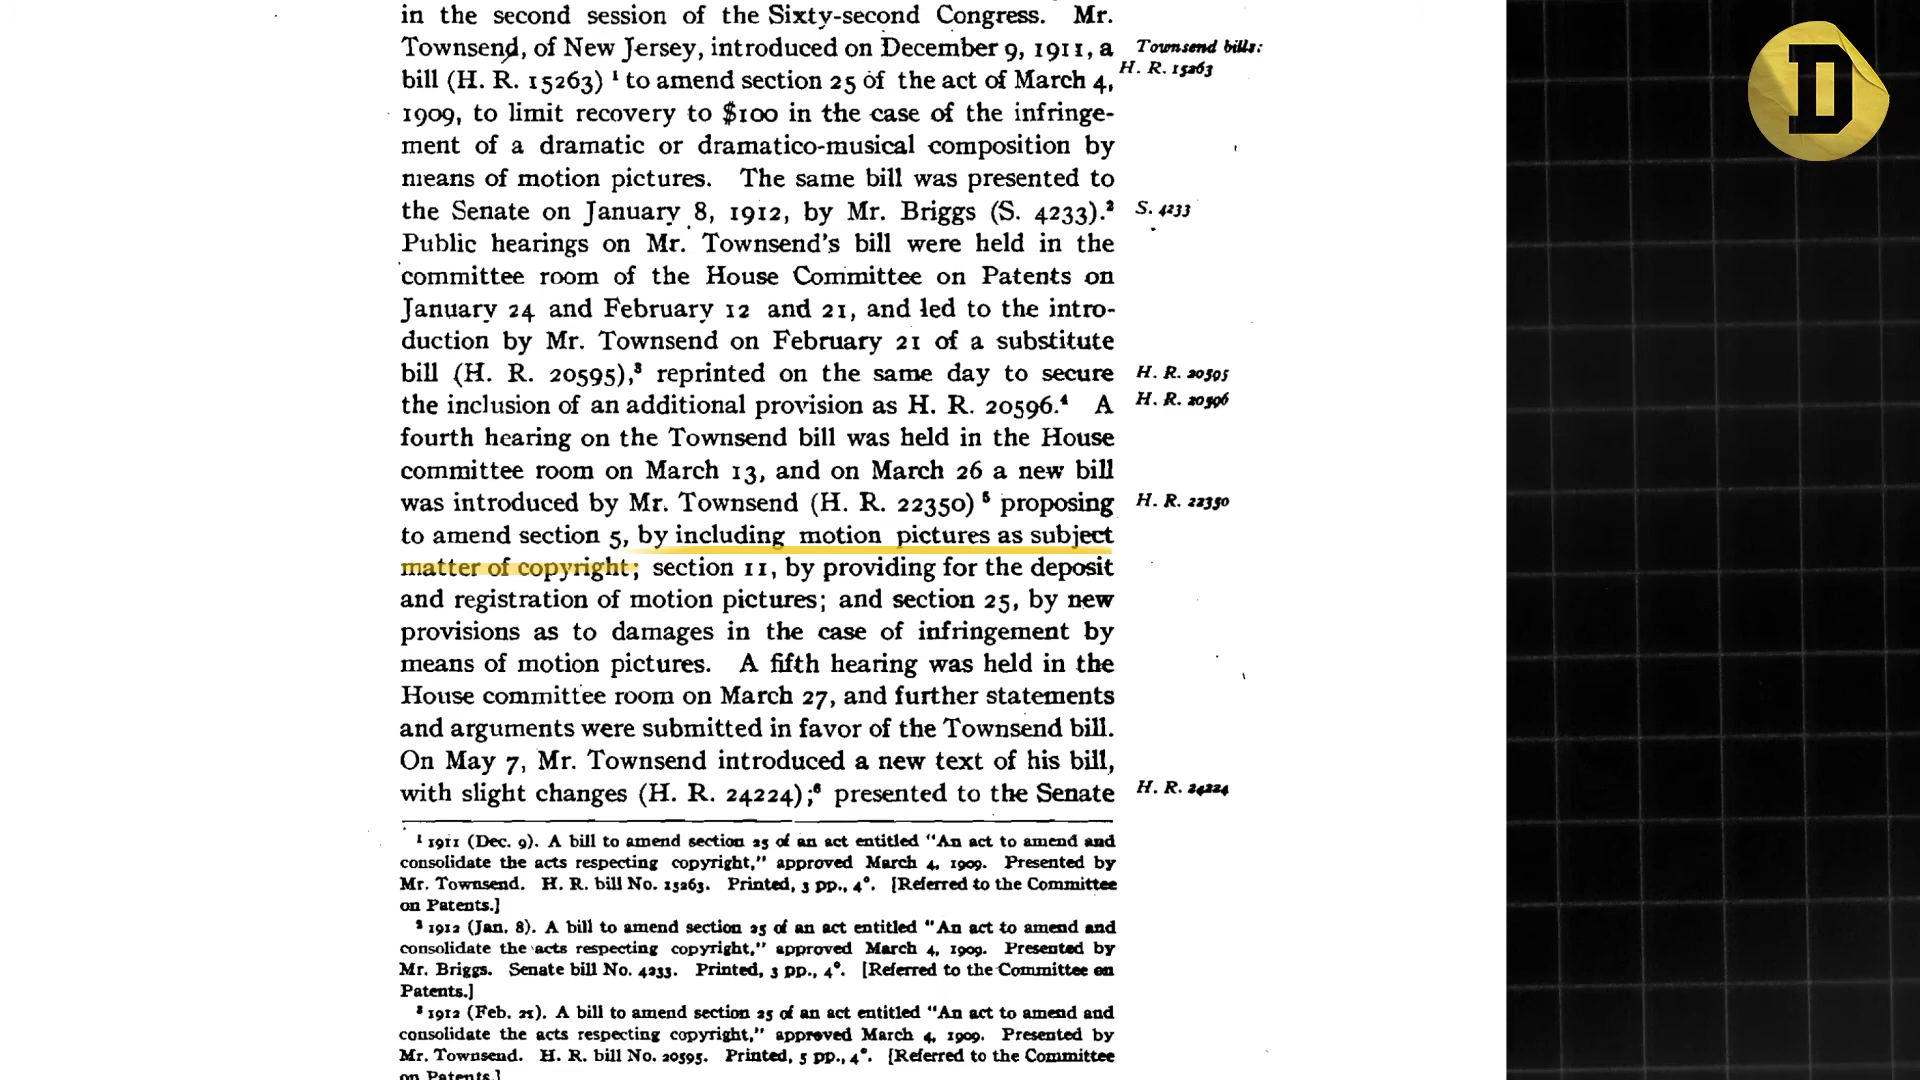 in the second session of the Sixty-second Congress. Mr.
Townsend, of New Jersey, introduced on December 9, 1911, a
Townsend bills:
bill (H. R. 15263) ¹ to amend section 25 of the act of March 4,
H. R. 15263
1909, to limit recovery to $100 in the case of the infringe-
ment of a dramatic or dramatico-musical composition by
means of motion pictures. The same bill was presented to
the Senate on January 8, 1912, by Mr. Briggs (S. 4233).²
S. 4233
Public hearings on Mr. Townsend's bill were held in the
committee room of the House Committee on Patents on
January 24 and February 12 and 21, and led to the intro-
duction by Mr. Townsend on February 21 of a substitute
bill (H. R. 20595),³ reprinted on the same day to secure
H. R. 20595
the inclusion of an additional provision as H. R. 20596.⁴ A
H. R. 20596
fourth hearing on the Townsend bill was held in the House
committee room on March 13, and on March 26 a new bill
was introduced by Mr. Townsend (H. R. 22350) ⁵ proposing
H. R. 22350
to amend section 5, by including motion pictures as subject
matter of copyright; section 11, by providing for the deposit
and registration of motion pictures; and section 25, by new
provisions as to damages in the case of infringement by
means of motion pictures. A fifth hearing was held in the
House committee room on March 27, and further statements
and arguments were submitted in favor of the Townsend bill.
On May 7, Mr. Townsend introduced a new text of his bill,
with slight changes (H. R. 24224);⁶ presented to the Senate
H. R. 24224
¹ 1911 (Dec. 9). A bill to amend section 25 of an act entitled "An act to amend and
consolidate the acts respecting copyright," approved March 4, 1909. Presented by
Mr. Townsend. H. R. bill No. 15263. Printed, 3 pp., 4°. [Referred to the Committee
on Patents.]
² 1912 (Jan. 8). A bill to amend section 25 of an act entitled "An act to amend and
consolidate the acts respecting copyright," approved March 4, 1909. Presented by
Mr. Briggs. Senate bill No. 4233. Printed, 3 pp., 4°. [Referred to the Committee on
Patents.]
³ 1912 (Feb. 21). A bill to amend section 25 of an act entitled "An act to amend and
consolidate the acts respecting copyright," approved March 4, 1909. Presented by
Mr. Townsend. H. R. bill No. 20595. Printed, 5 pp., 4°. [Referred to the Committee
on Patents.]
D